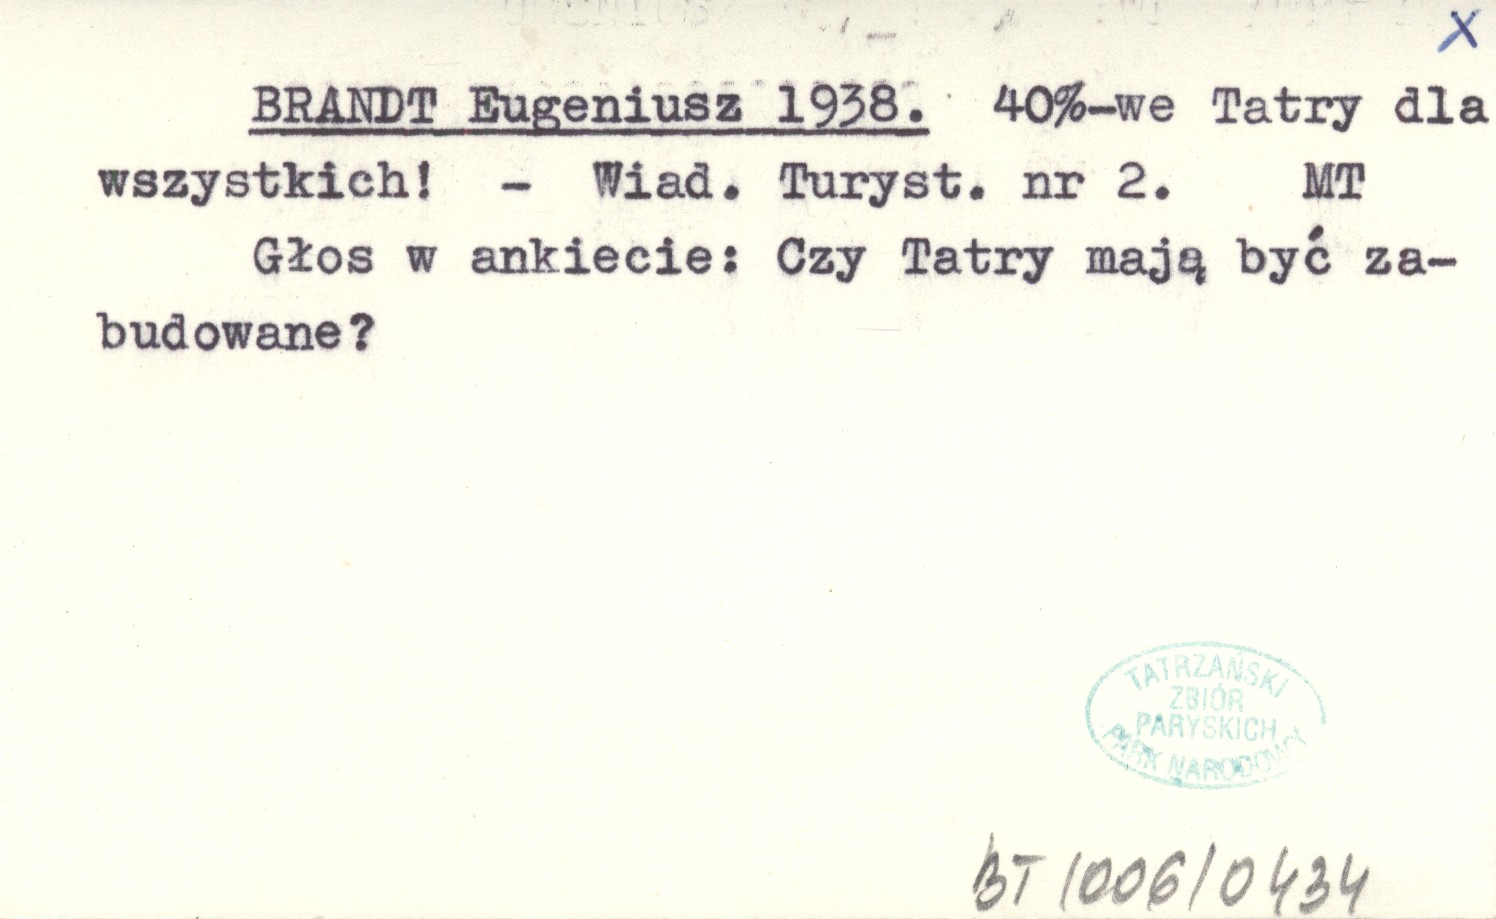 X
BRANDT Eugeniusz 1938. 40%-we Tatry dla
wszystkich! - Wiad. Turyst. nr 2. MT
Głos w ankiecie: Czy Tatry mają być za-
budowane?
TATRZAŃSKI
ZBIÓR
PARYSKICH
PARK NARODOWY
BT/006/0434